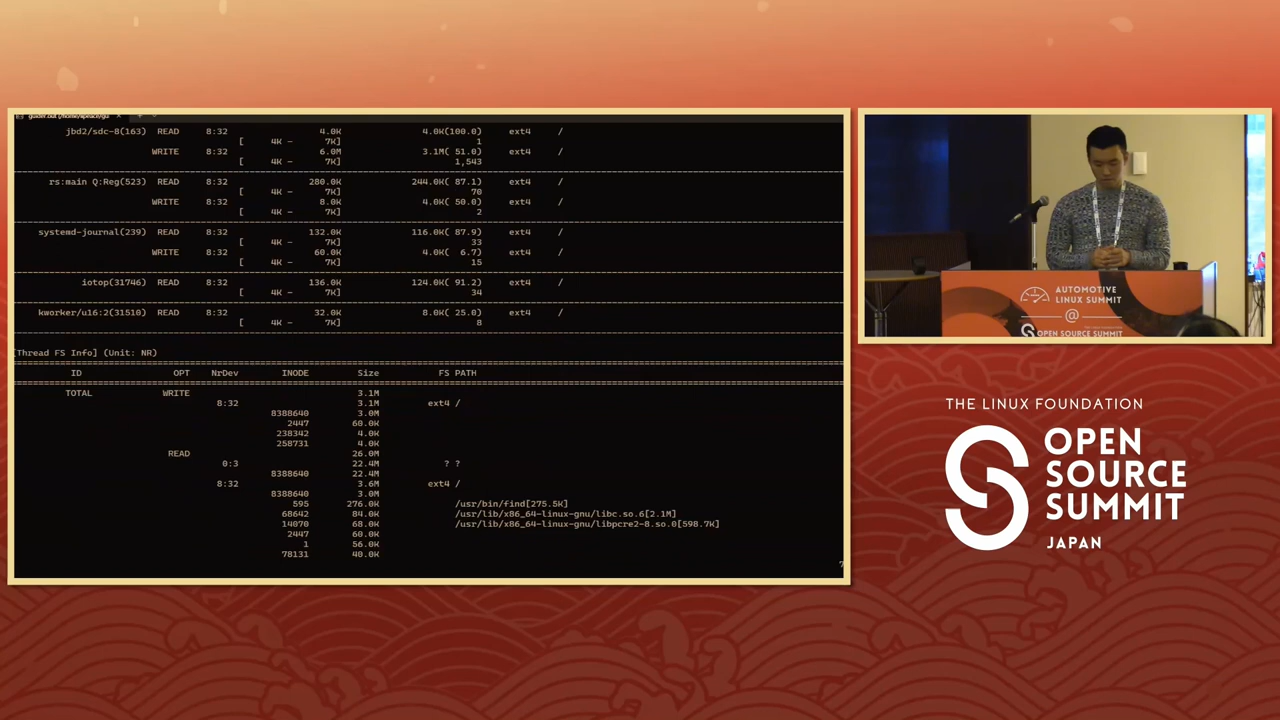 jbd2/sdc-8(163) READ 8:32 4.0K 4.0K(100.0) ext4 /
[ 4K - 7K] 1
WRITE 8:32 6.0M 3.1M( 51.0) ext4 /
[ 4K - 7K] 1,543
rs:main Q:Reg(523) READ 8:32 280.0K 244.0K( 87.1) ext4 /
[ 4K - 7K] 70
WRITE 8:32 8.0K 4.0K( 50.0) ext4 /
[ 4K - 7K] 2
systemd-journal(239) READ 8:32 132.0K 116.0K( 87.9) ext4 /
[ 4K - 7K] 33
WRITE 8:32 60.0K 4.0K( 6.7) ext4 /
[ 4K - 7K] 15
iotop(31746) READ 8:32 136.0K 124.0K( 91.2) ext4 /
[ 4K - 7K] 34
kworker/u16:2(31510) READ 8:32 32.0K 8.0K( 25.0) ext4 /
[ 4K - 7K] 8
[Thread FS Info] (Unit: NR)
ID OPT NrDev INODE Size FS PATH
TOTAL WRITE 3.1M
8:32 3.1M ext4 /
8388640 3.0M
2447 60.0K
238342 4.0K
258731 4.0K
READ 26.0M
0:3 22.4M ? ?
8388640 22.4M
8:32 3.6M ext4 /
8388640 3.0M
595 276.0K /usr/bin/find[275.5K]
68642 84.0K /usr/lib/x86_64-linux-gnu/libc.so.6[2.1M]
14070 68.0K /usr/lib/x86_64-linux-gnu/libpcre2-8.so.0[598.7K]
2447 60.0K
1 56.0K
78131 40.0K
AUTOMOTIVE
LINUX SUMMIT
@
OPEN SOURCE SUMMIT
THE LINUX FOUNDATION
OPEN
SOURCE
SUMMIT
JAPAN